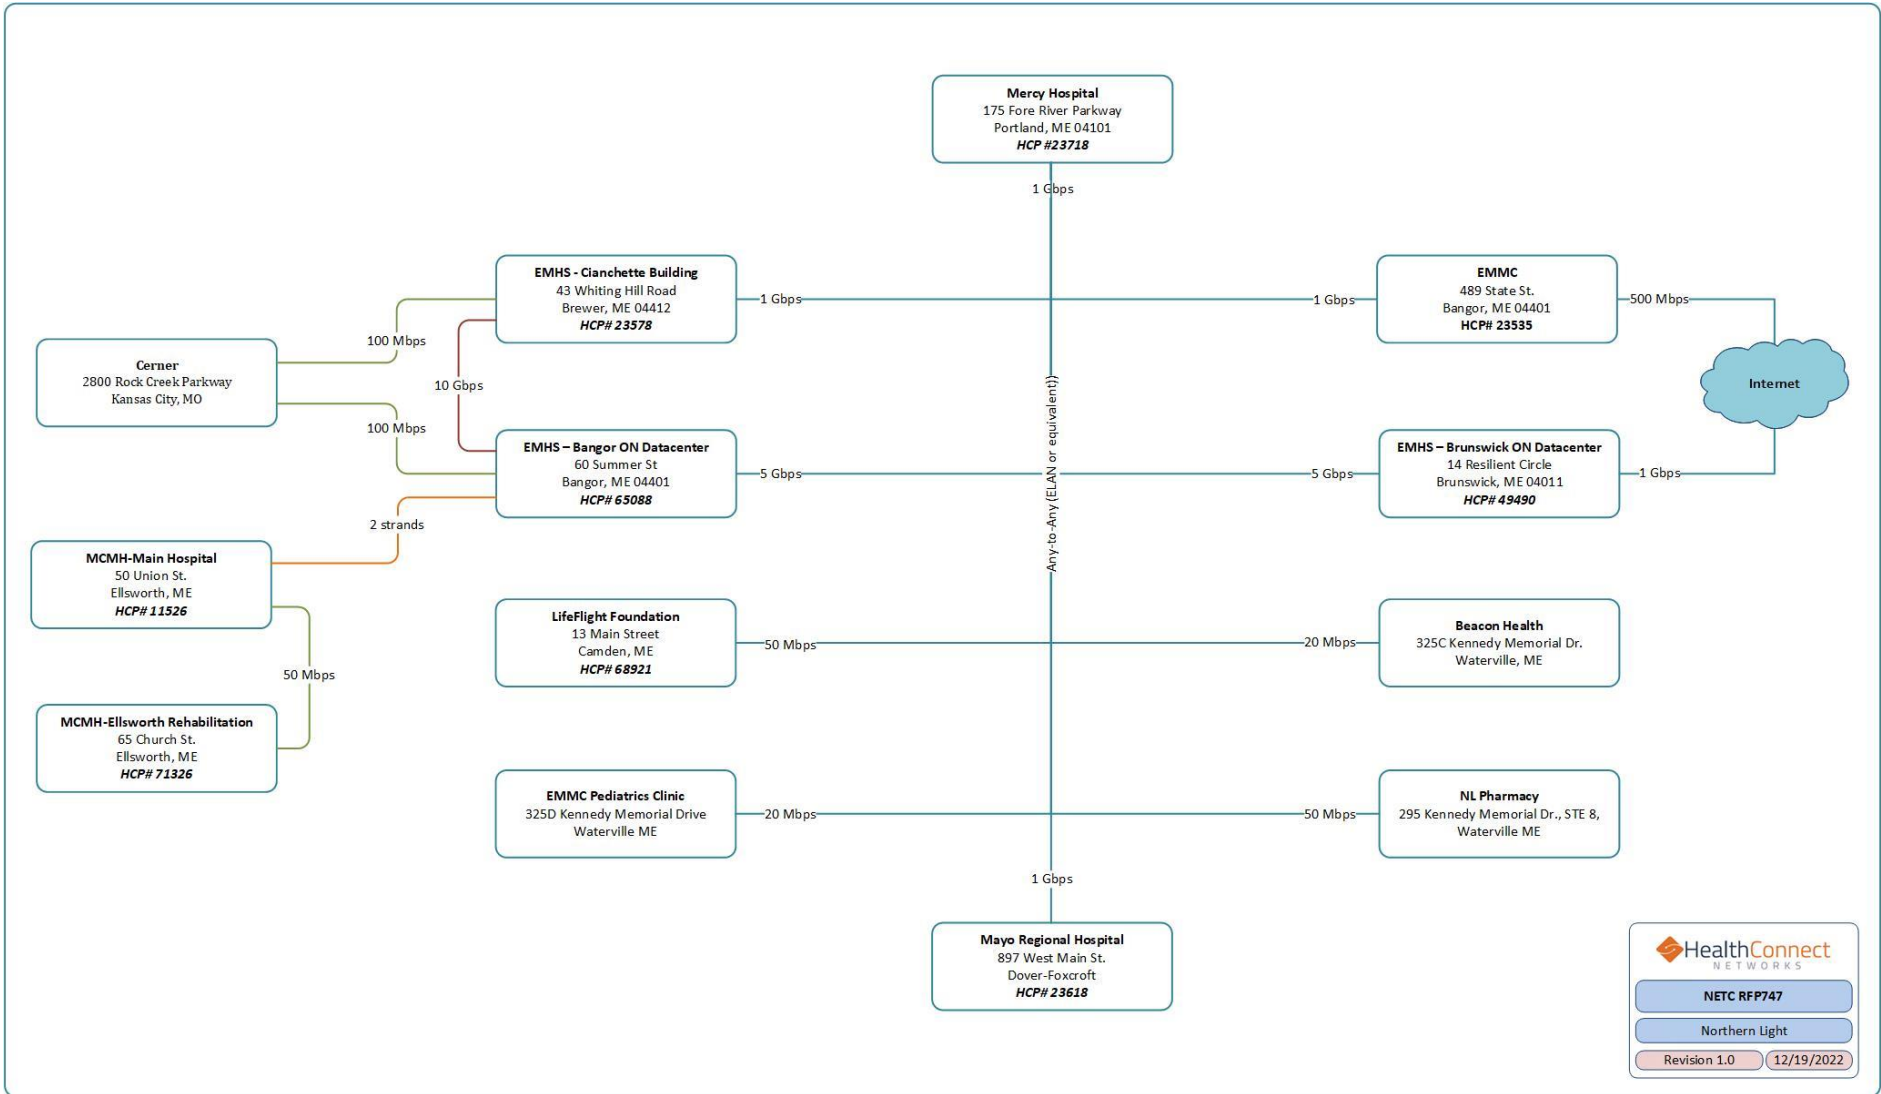 Mercy Hospital
175 Fore River Parkway
Portland, ME 04101
HCP #23718
1 Gbps
EMHS - Cianchette Building
43 Whiting Hill Road
Brewer, ME 04412
HCP# 23578
1 Gbps
1 Gbps
EMMC
489 State St.
Bangor, ME 04401
HCP# 23535
500 Mbps
Cerner
2800 Rock Creek Parkway
Kansas City, MO
100 Mbps
10 Gbps
100 Mbps
Any-to-Any (ELAN or equivalent))
Internet
EMHS – Bangor ON Datacenter
60 Summer St
Bangor, ME 04401
HCP# 65088
5 Gbps
5 Gbps
EMHS – Brunswick ON Datacenter
14 Resilient Circle
Brunswick, ME 04011
HCP# 49490
1 Gbps
2 strands
MCMH-Main Hospital
50 Union St.
Ellsworth, ME
HCP# 11526
LifeFlight Foundation
13 Main Street
Camden, ME
HCP# 68921
50 Mbps
20 Mbps
Beacon Health
325C Kennedy Memorial Dr.
Waterville, ME
50 Mbps
MCMH-Ellsworth Rehabilitation
65 Church St.
Ellsworth, ME
HCP# 71326
EMMC Pediatrics Clinic
325D Kennedy Memorial Drive
Waterville ME
20 Mbps
50 Mbps
NL Pharmacy
295 Kennedy Memorial Dr., STE 8,
Waterville ME
1 Gbps
Mayo Regional Hospital
897 West Main St.
Dover-Foxcroft
HCP# 23618
HealthConnect
NETWORKS
NETC RFP747
Northern Light
Revision 1.0
12/19/2022